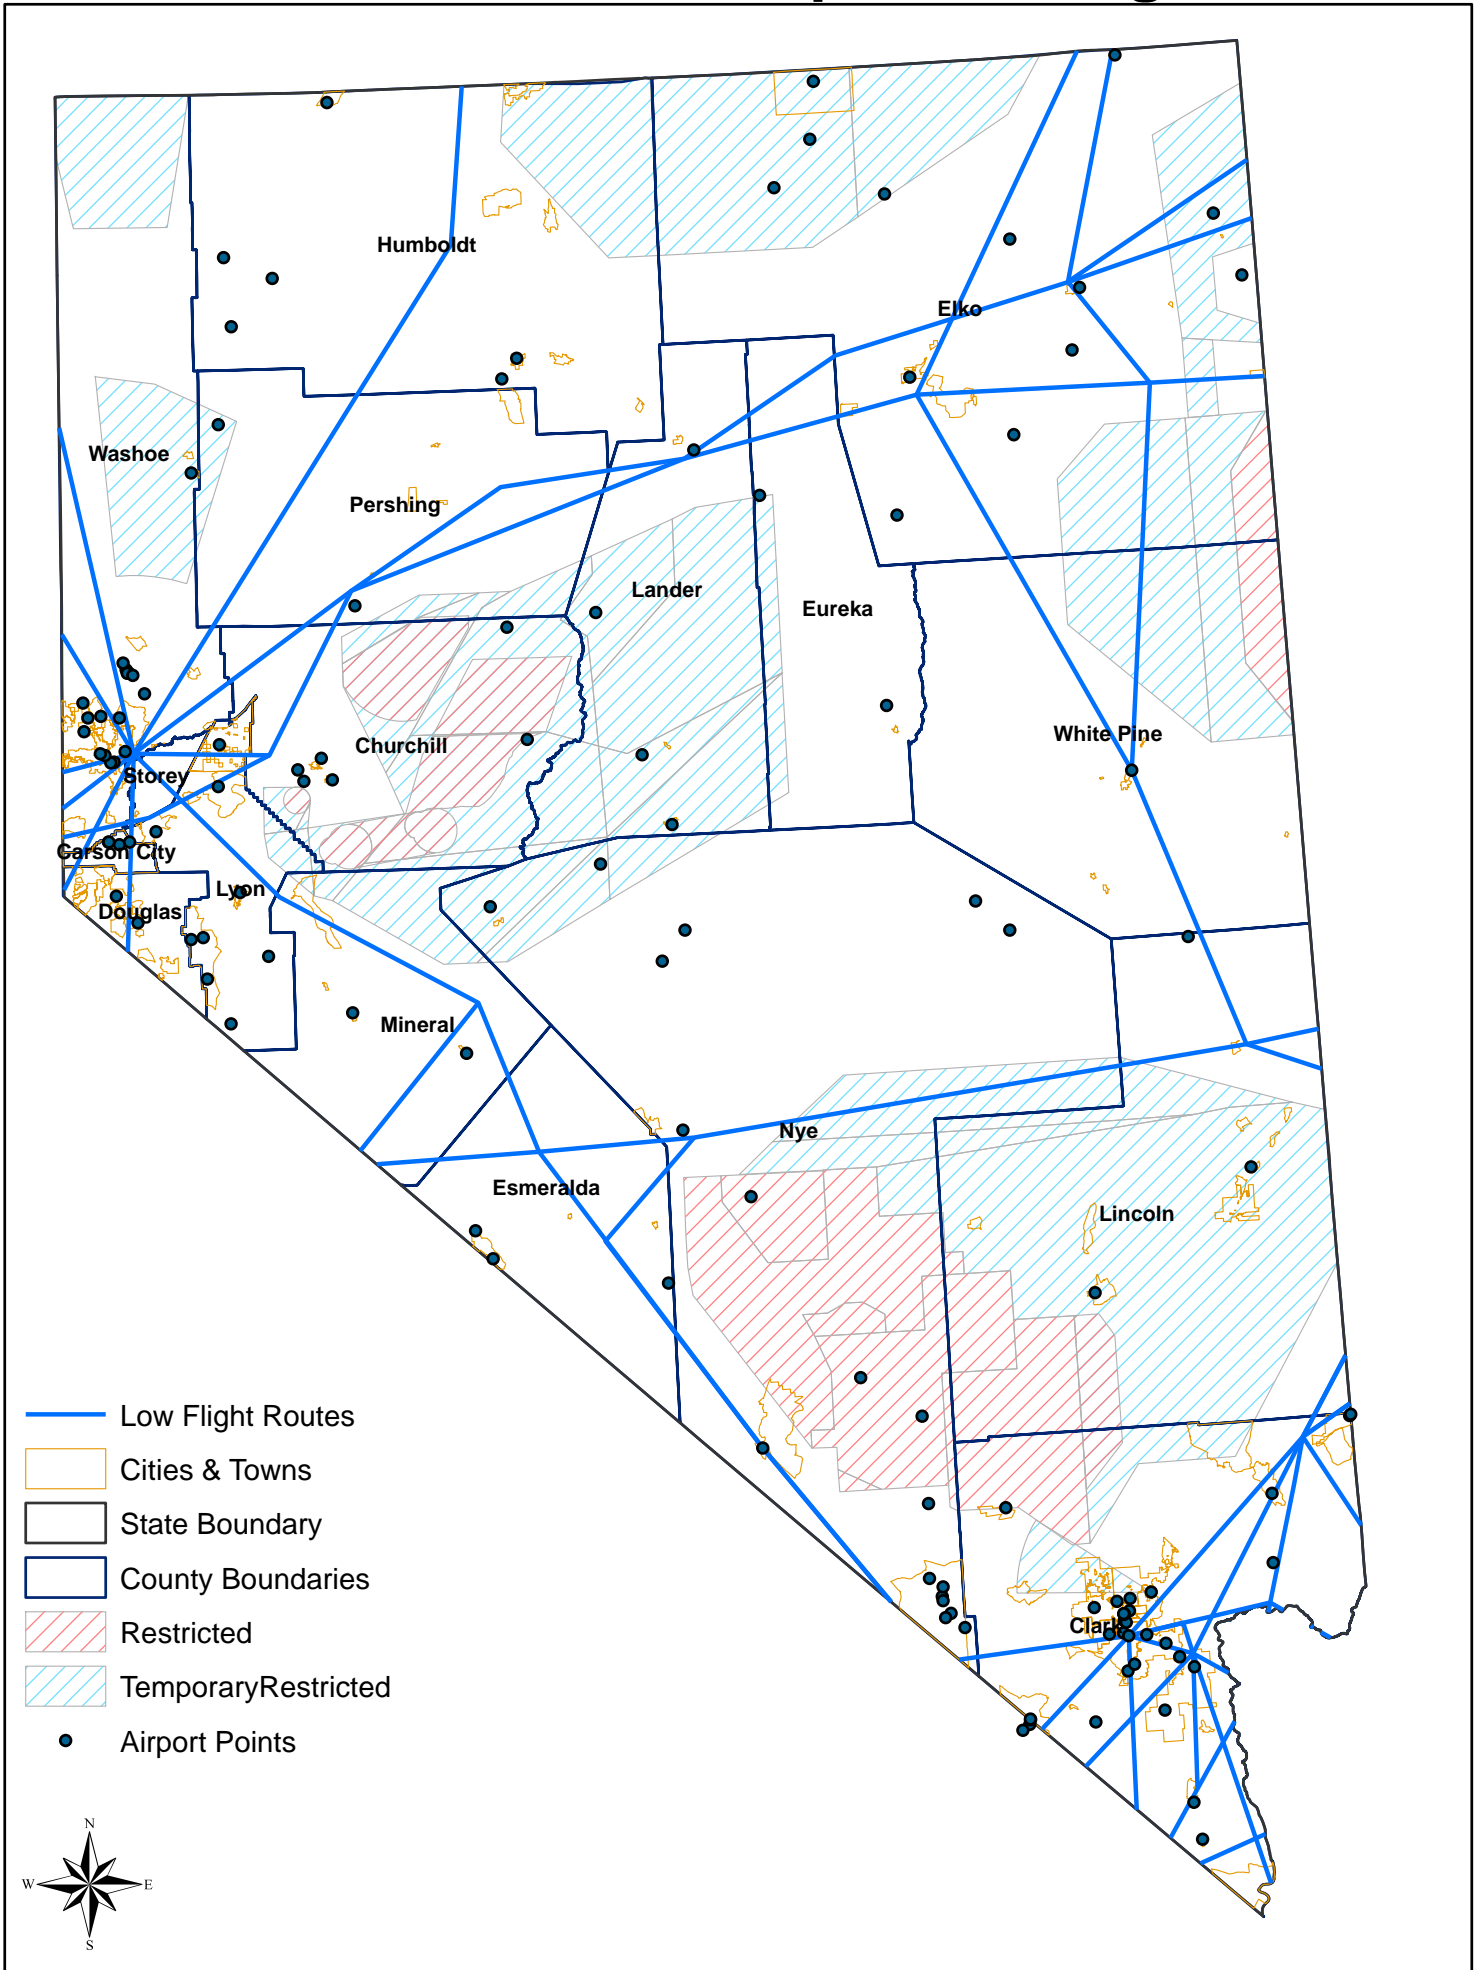 Humboldt
Elko
Washoe
Pershing
Lander
Eureka
White Pine
Churchill
Storey
Carson City
Lyon
Douglas
Mineral
Nye
Esmeralda
Lincoln
Clark
Low Flight Routes
Cities & Towns
State Boundary
County Boundaries
Restricted
TemporaryRestricted
Airport Points
N
W
E
S